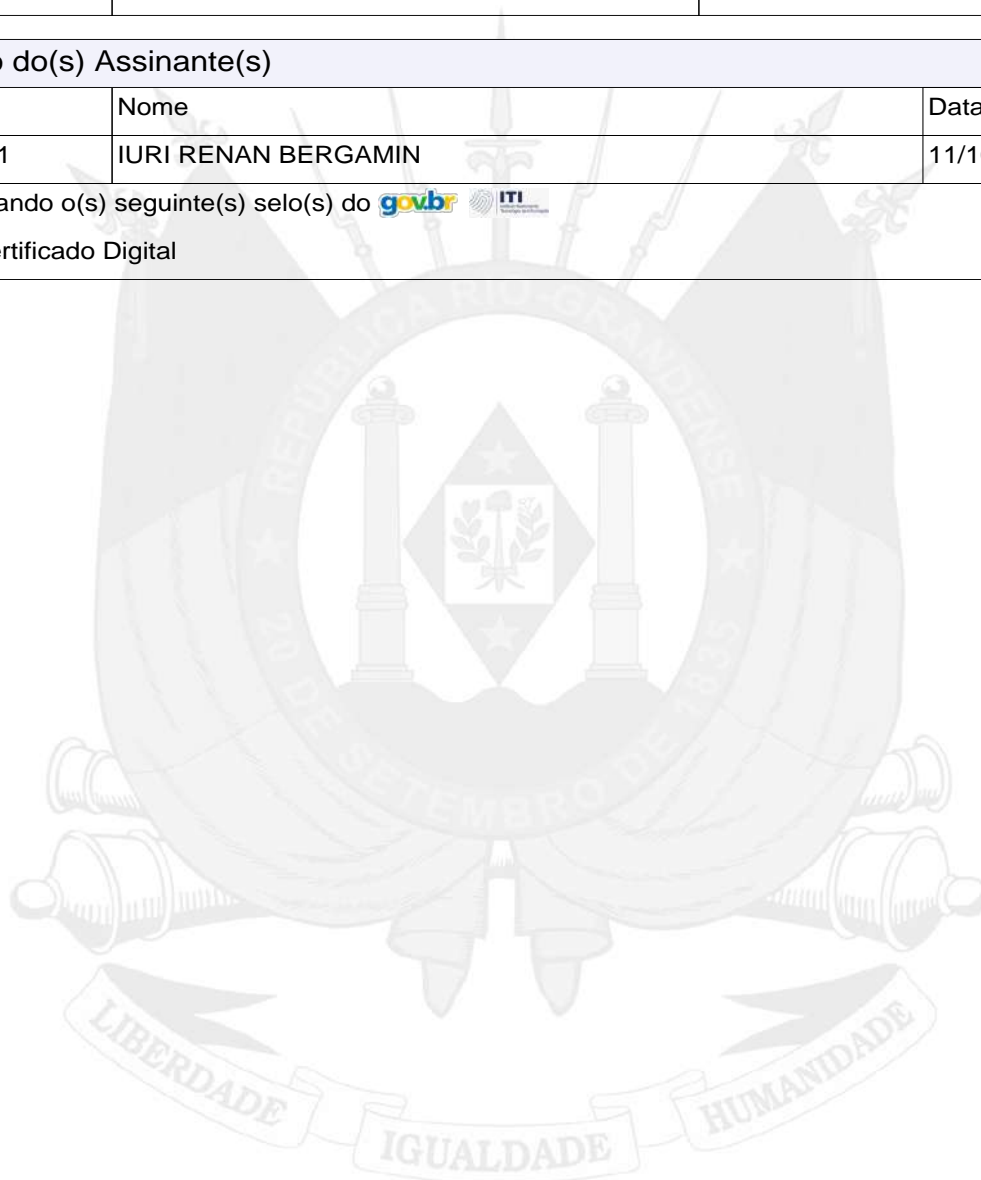 o do(s) Assinante(s)
Nome Data
1 IURI RENAN BERGAMIN 11/1
ando o(s) seguinte(s) selo(s) do gov.br ITI
ertificado Digital
REPÚBLICA RIO-GRANDENSE
20 DE SETEMBRO DE 1835
LIBERDADE IGUALDADE HUMANIDADE